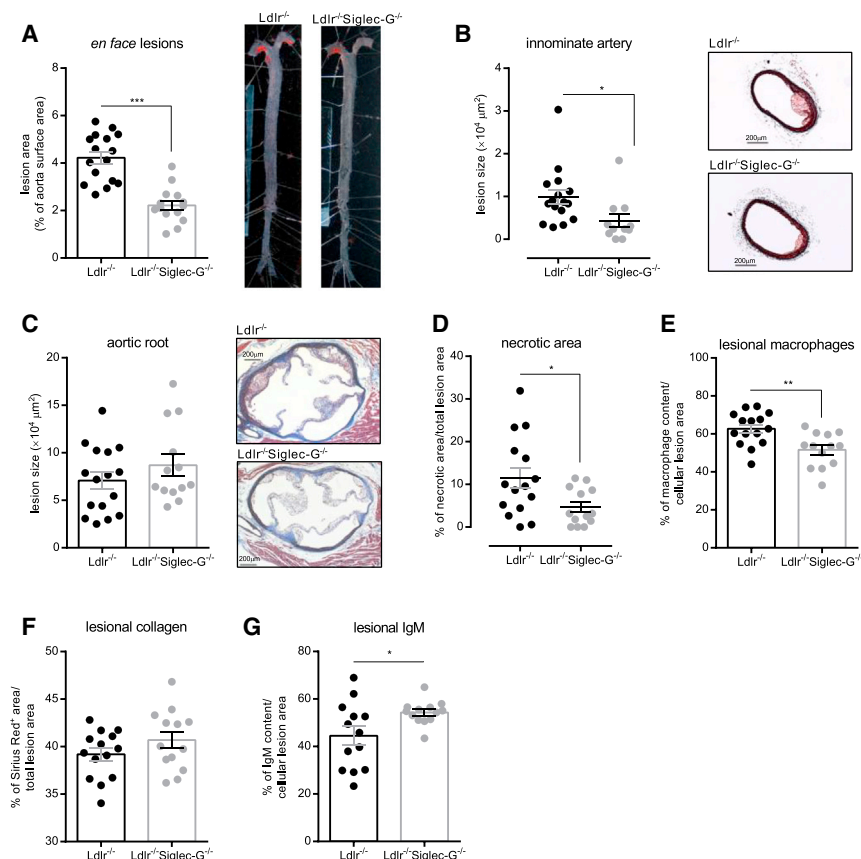 A
en face lesions
lesion area
(% of aorta surface area)
8
6
4
2
0
***
Ldlr-/-
Ldlr-/-Siglec-G-/-
Ldlr-/-
Ldlr-/-Siglec-G-/-
B
innominate artery
lesion size (×10⁴ μm²)
4
3
2
1
0
*
Ldlr-/-
Ldlr-/-Siglec-G-/-
Ldlr-/-
200μm
Ldlr-/-Siglec-G-/-
200μm
C
aortic root
lesion size (×10⁴ μm²)
20
15
10
5
0
Ldlr-/-
Ldlr-/-Siglec-G-/-
Ldlr-/-
200μm
Ldlr-/-Siglec-G-/-
200μm
D
necrotic area
% of necrotic area/total lesion area
40
30
20
10
0
*
Ldlr-/-
Ldlr-/-Siglec-G-/-
E
lesional macrophages
% of macrophage content/
cellular lesion area
100
80
60
40
20
0
**
Ldlr-/-
Ldlr-/-Siglec-G-/-
F
lesional collagen
% of Sirius Red⁺ area/
total lesion area
50
45
40
35
30
Ldlr-/-
Ldlr-/-Siglec-G-/-
G
lesional IgM
% of IgM content/
cellular lesion area
80
60
40
20
0
*
Ldlr-/-
Ldlr-/-Siglec-G-/-